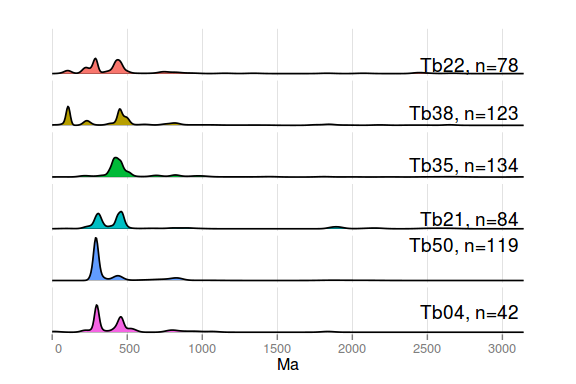 Tb22, n=78
Tb38, n=123
Tb35, n=134
Tb21, n=84
Tb50, n=119
Tb04, n=42
0 500 1000 1500 2000 2500 3000
Ma